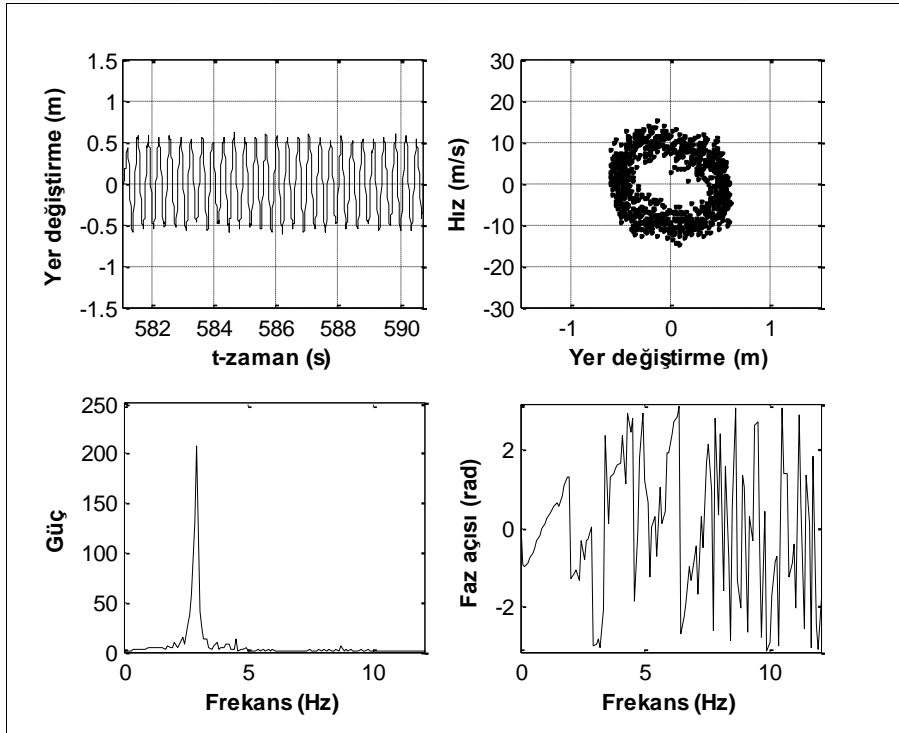 Yer değiştirme (m)
1.5
1
0.5
0
-0.5
-1
-1.5
582 584 586 588 590
t-zaman (s)
Hız (m/s)
30
20
10
0
-10
-20
-30
-1 0 1
Yer değiştirme (m)
Güç
250
200
150
100
50
0
0 5 10
Frekans (Hz)
Faz açısı (rad)
2
0
-2
0 5 10
Frekans (Hz)